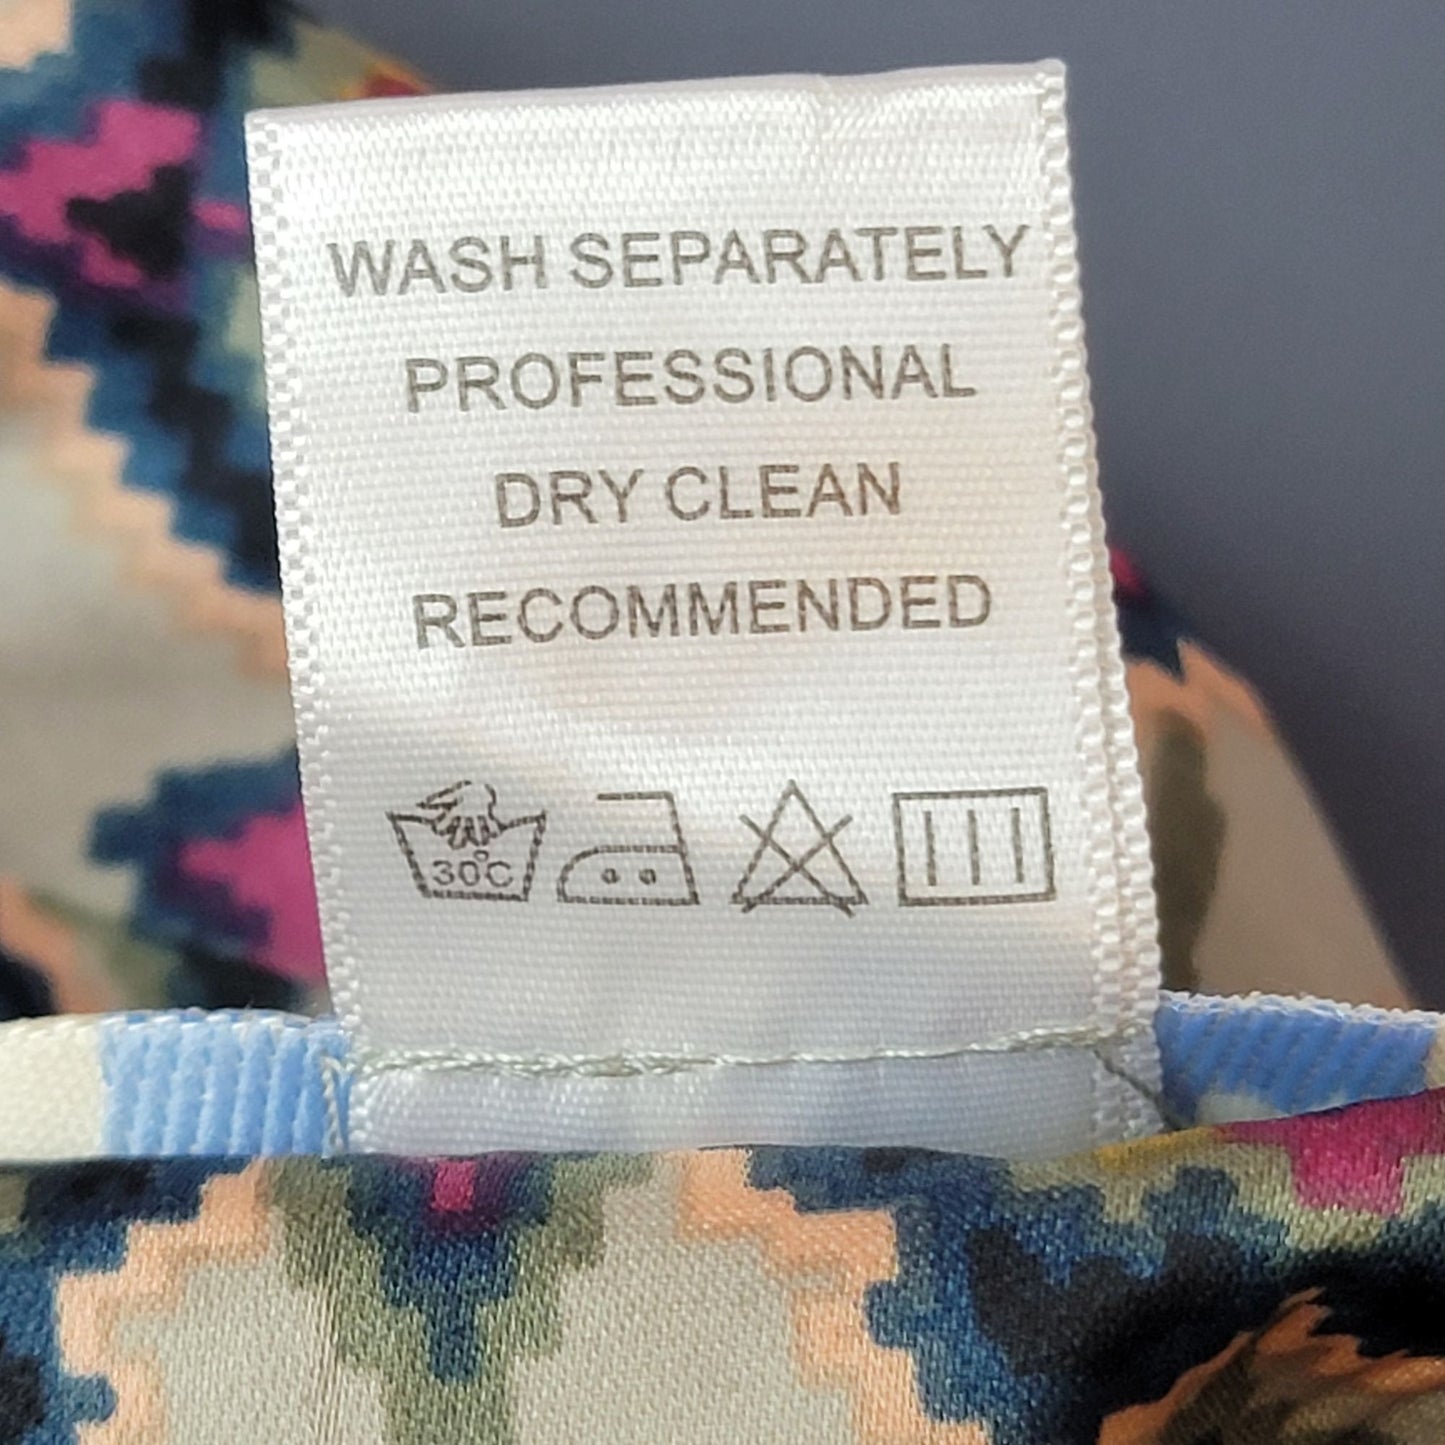 WASH SEPARATELY
PROFESSIONAL
DRY CLEAN
RECOMMENDED
30°C